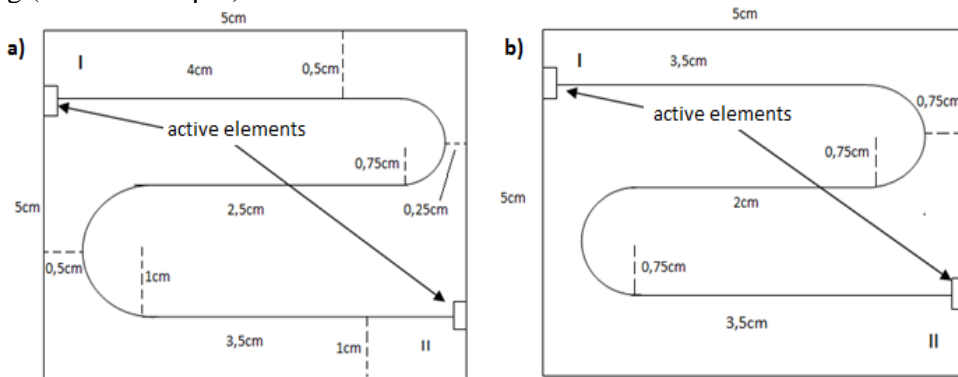 5cm
a)
I
4cm
0,5cm
active elements
0,75cm
5cm
2,5cm
0,25cm
0,5cm
1cm
3,5cm
1cm
II
5cm
b)
I
3,5cm
0,75cm
active elements
0,75cm
5cm
2cm
0,75cm
3,5cm
II